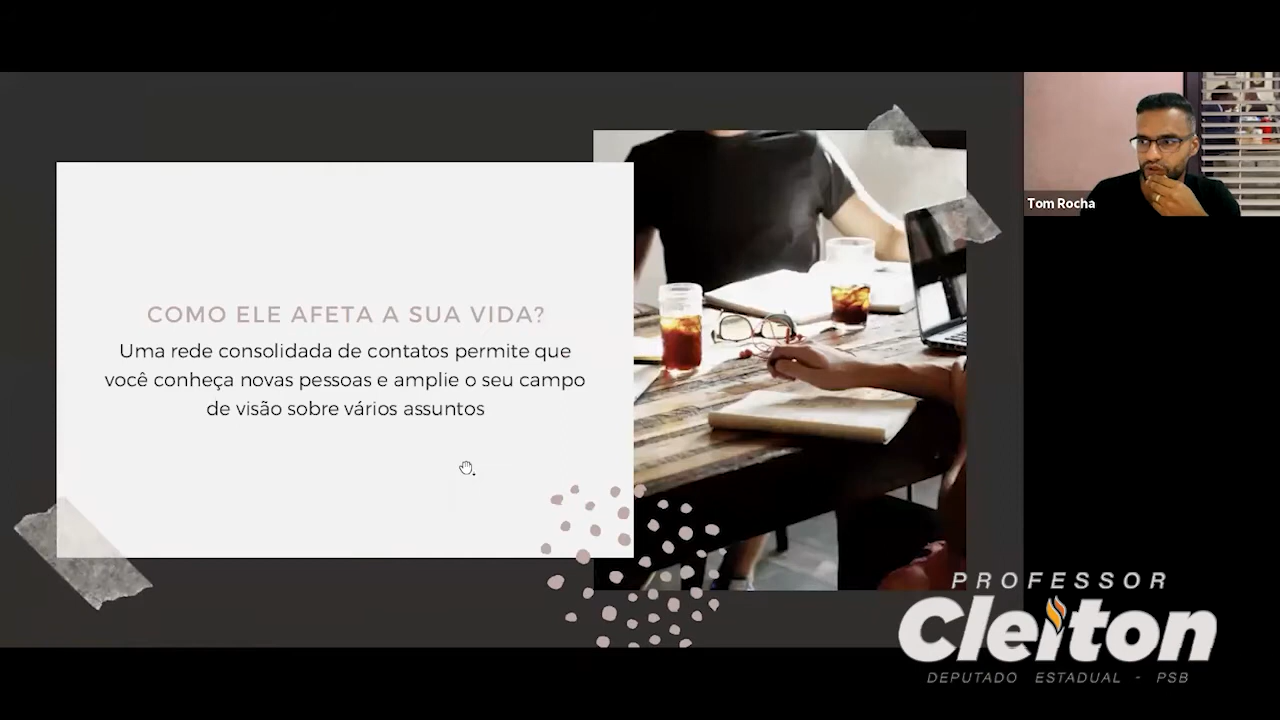 COMO ELE AFETA A SUA VIDA?
Uma rede consolidada de contatos permite que
você conheça novas pessoas e amplie o seu campo
de visão sobre vários assuntos
Tom Rocha
PROFESSOR
Cleiton
DEPUTADO ESTADUAL - PSB